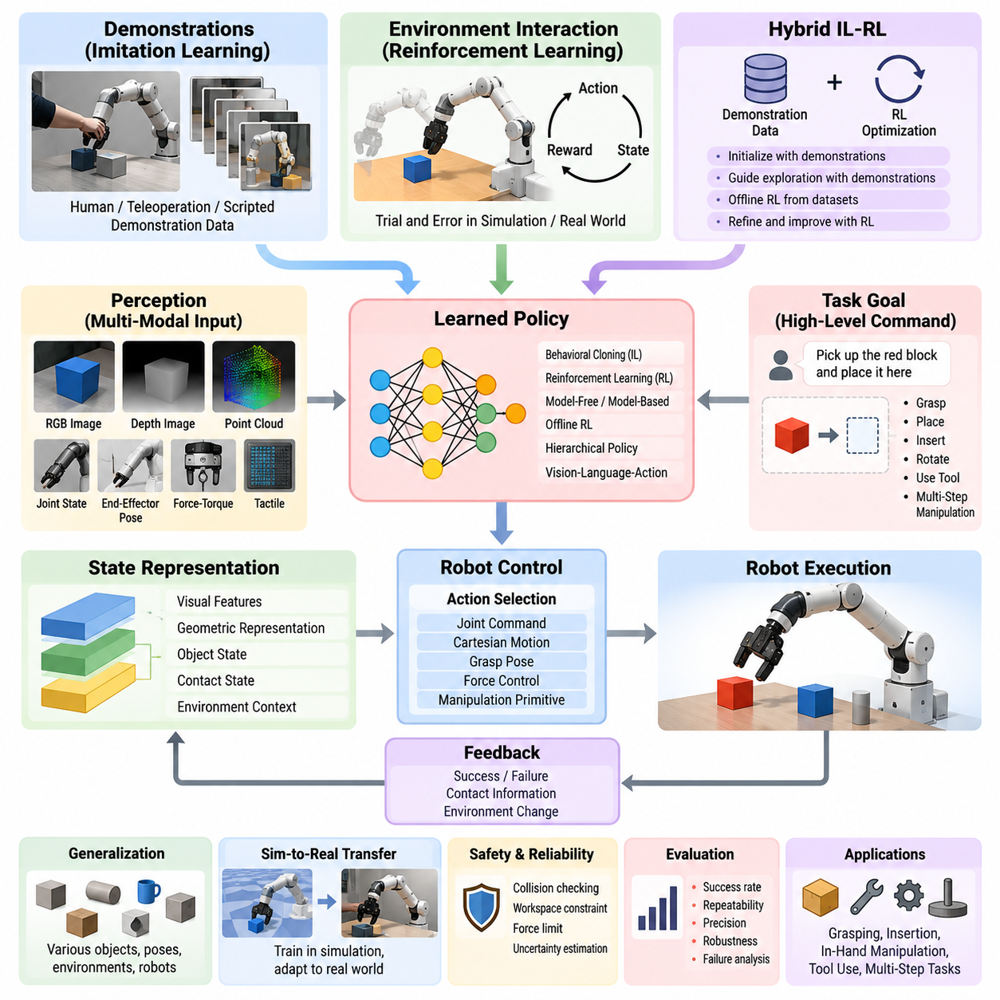 Demonstrations
(Imitation Learning)
Human / Teleoperation / Scripted
Demonstration Data
Environment Interaction
(Reinforcement Learning)
Action
Reward
State
Trial and Error in Simulation / Real World
Hybrid IL-RL
Demonstration
Data
+
RL
Optimization
• Initialize with demonstrations
• Guide exploration with demonstrations
• Offline RL from datasets
• Refine and improve with RL
Perception
(Multi-Modal Input)
RGB Image
Depth Image
Point Cloud
Joint State
End-Effector
Pose
Force-Torque
Tactile
Learned Policy
Behavioral Cloning (IL)
Reinforcement Learning (RL)
Model-Free / Model-Based
Offline RL
Hierarchical Policy
Vision-Language-Action
Task Goal
(High-Level Command)
Pick up the red block
and place it here
• Grasp
• Place
• Insert
• Rotate
• Use Tool
• Multi-Step
Manipulation
State Representation
Visual Features
Geometric Representation
Object State
Contact State
Environment Context
Robot Control
Action Selection
Joint Command
Cartesian Motion
Grasp Pose
Force Control
Manipulation Primitive
Robot Execution
Feedback
Success / Failure
Contact Information
Environment Change
Generalization
Various objects, poses,
environments, robots
Sim-to-Real Transfer
Train in simulation,
adapt to real world
Safety & Reliability
Collision checking
Workspace constraint
Force limit
Uncertainty estimation
Evaluation
• Success rate
• Repeatability
• Precision
• Robustness
• Failure analysis
Applications
Grasping, Insertion,
In-Hand Manipulation,
Tool Use, Multi-Step Tasks